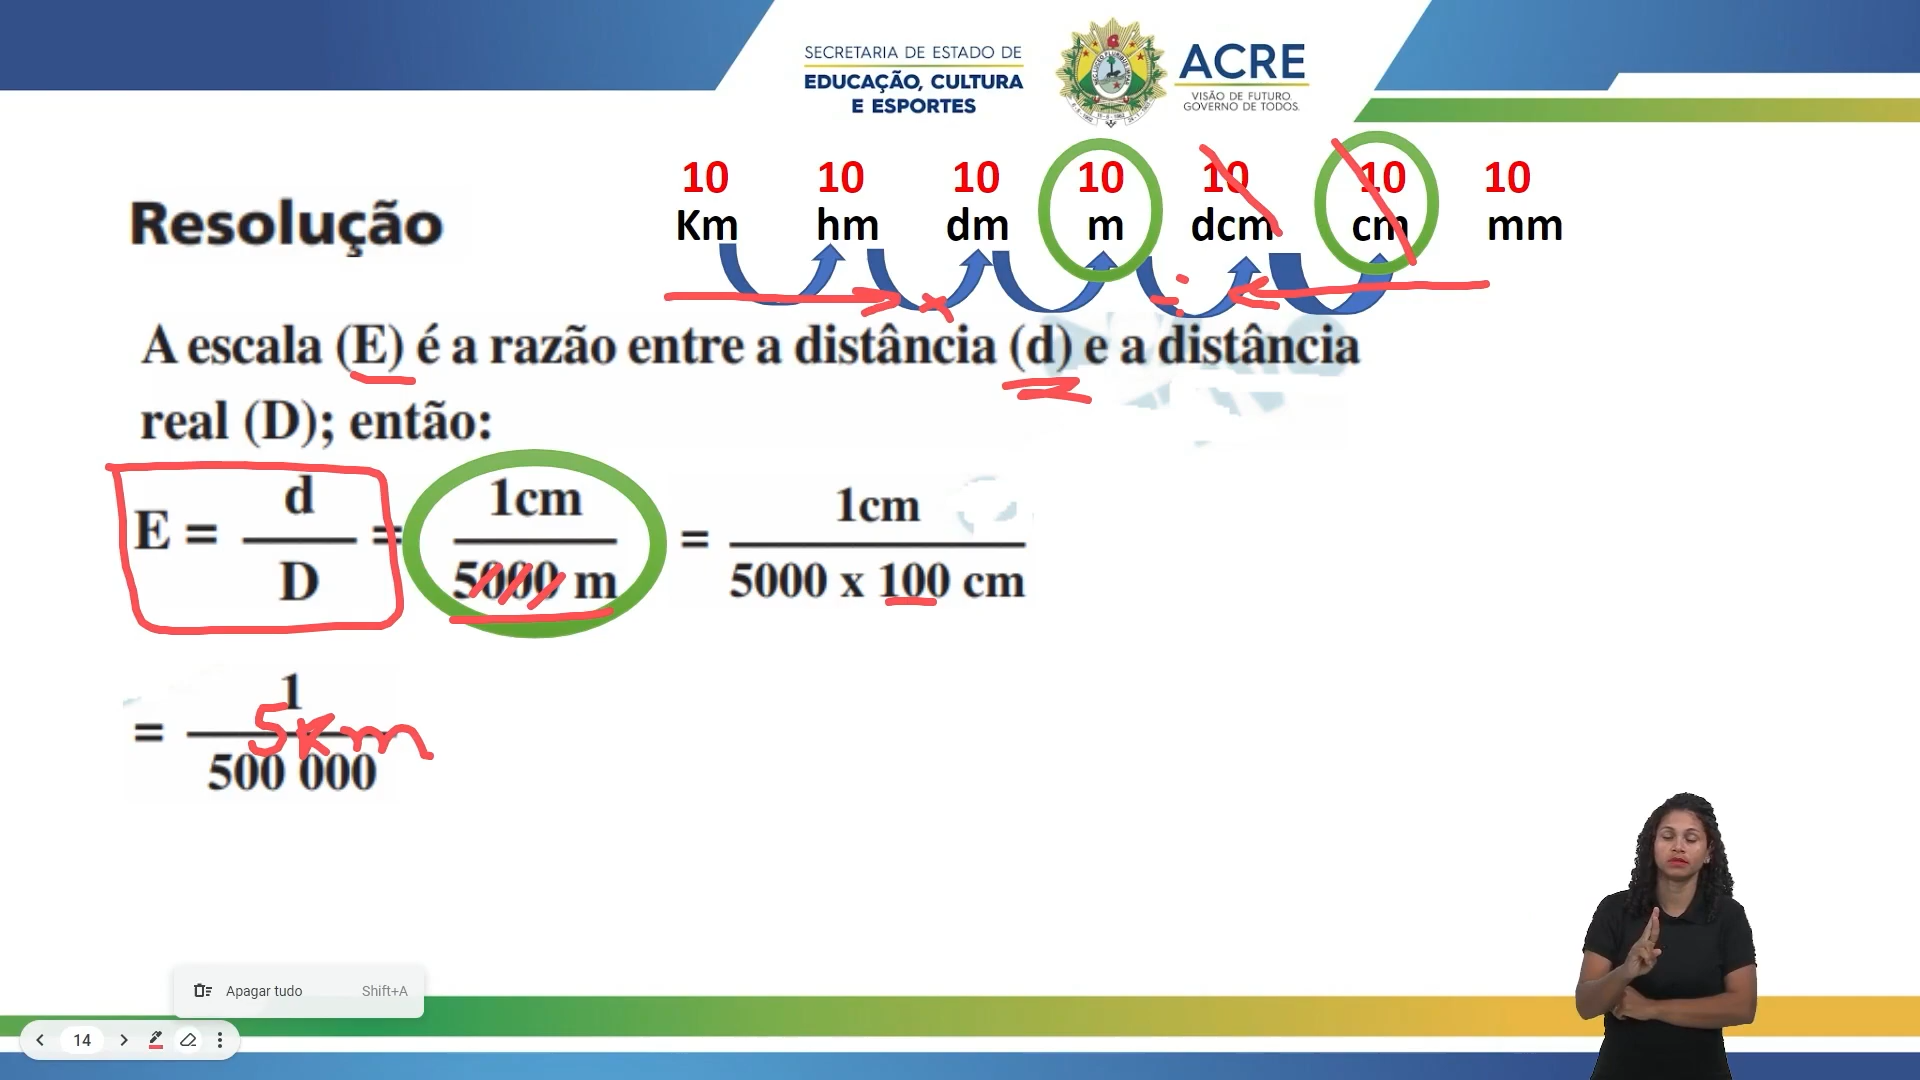 SECRETARIA DE ESTADO DE
EDUCAÇÃO, CULTURA
E ESPORTES
ACRE
VISÃO DE FUTURO.
GOVERNO DE TODOS.
10 10 10 10 10 10 10
Km hm dm m dcm cm mm
Resolução
A escala (E) é a razão entre a distância (d) e a distância
real (D); então:
E = d / D = 1cm / 5000 m = 1cm / 5000 x 100 cm
= 1 / 500 000
5Km
Apagar tudo Shift+A
14